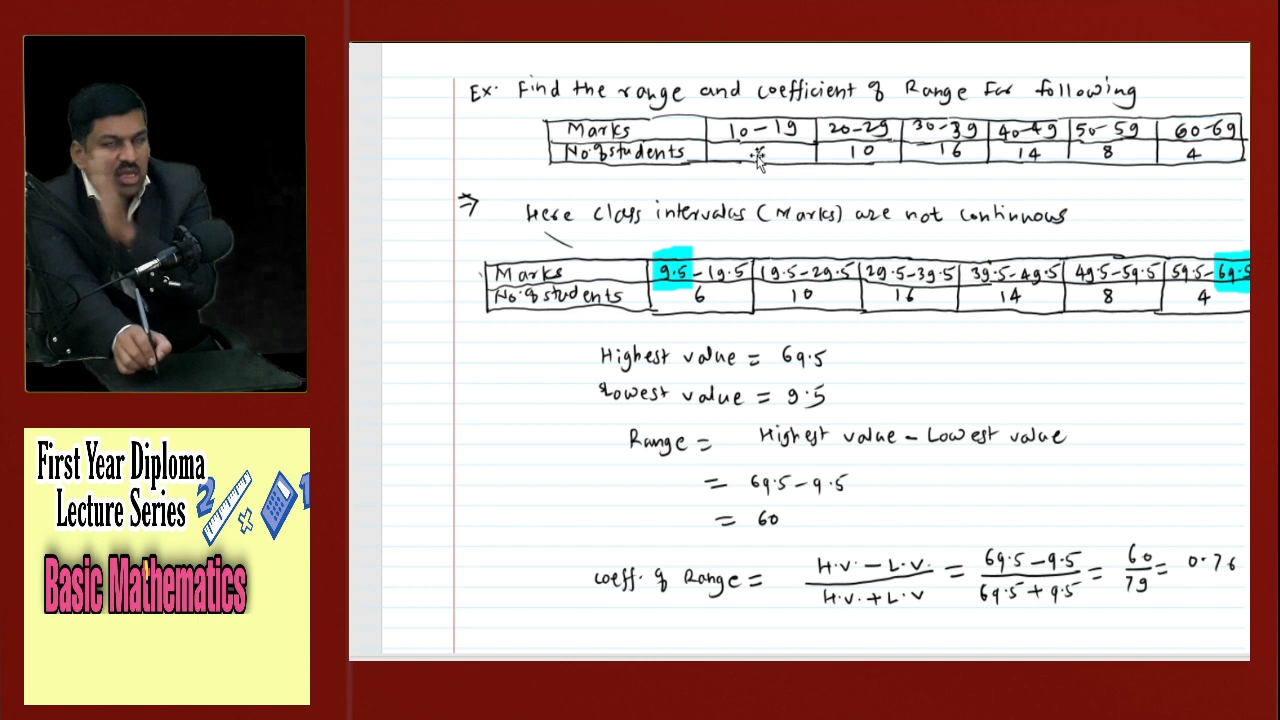 Ex. Find the range and coefficient of Range for following
Marks 10-19 20-29 30-39 40-49 50-59 60-69
No. of students 10 16 14 8 4
⇒ Here class intervalas (Marks) are not continuous
Marks 9.5-19.5 19.5-29.5 29.5-39.5 39.5-49.5 49.5-59.5 59.5-69.5
No. of students 6 10 16 14 8 4
Highest value = 69.5
Lowest value = 9.5
Range = Highest value - Lowest value
= 69.5-9.5
= 60
Coeff. of Range = H.V. - L.V. / H.V. + L.V = 69.5-9.5 / 69.5+9.5 = 60 / 79 = 0.76
First Year Diploma
Lecture Series
Basic Mathematics